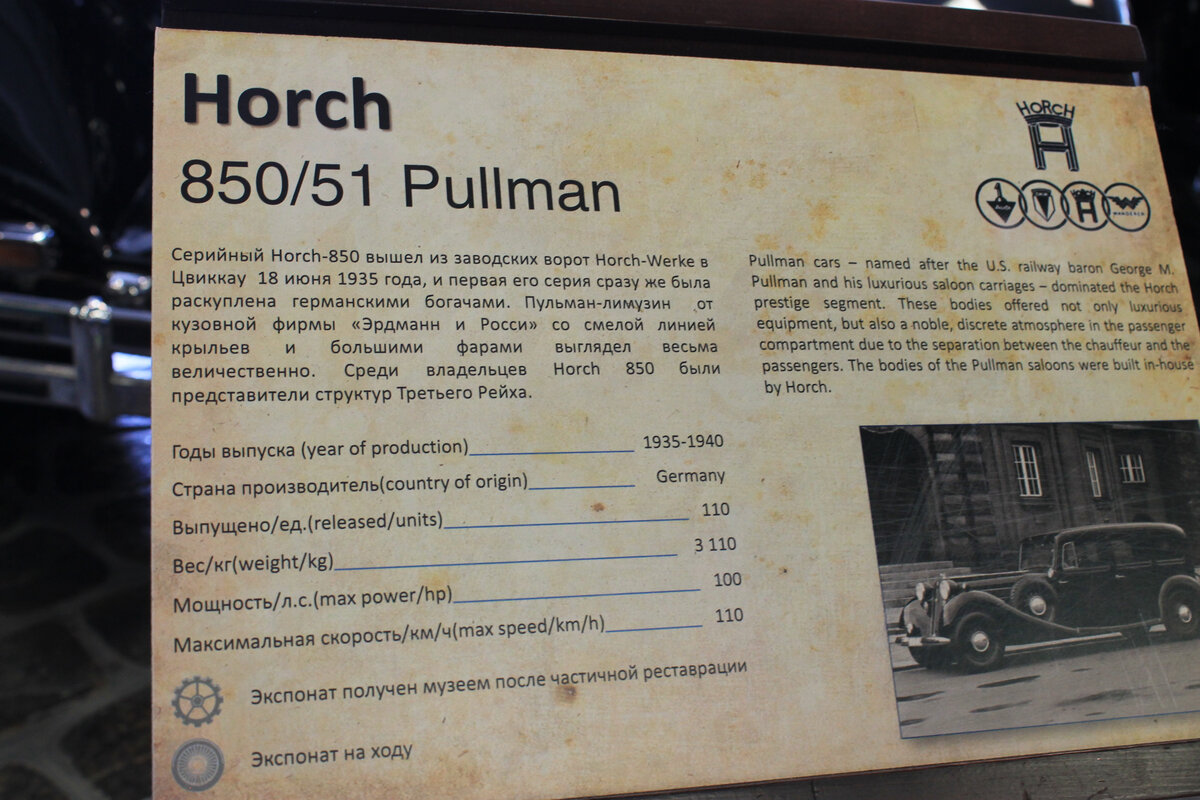 Horch
850/51 Pullman
HORCH
WANDERER
Серийный Horch-850 вышел из заводских ворот Horch-Werke в
Цвиккау 18 июня 1935 года, и первая его серия сразу же была
раскуплена германскими богачами. Пульман-лимузин от
кузовной фирмы «Эрдманн и Росси» со смелой линией
крыльев и большими фарами выглядел весьма
величественно. Среди владельцев Horch 850 были
представители структур Третьего Рейха.
Pullman cars – named after the U.S. railway baron George M.
Pullman and his luxurious saloon carriages – dominated the Horch
prestige segment. These bodies offered not only luxurious
equipment, but also a noble, discrete atmosphere in the passenger
compartment due to the separation between the chauffeur and the
passengers. The bodies of the Pullman saloons were built in-house
by Horch.
Годы выпуска (year of production) 1935-1940
Страна производитель(country of origin) Germany
Выпущено/ед.(released/units) 110
Вес/кг(weight/kg) 3 110
Мощность/л.с.(max power/hp) 100
Максимальная скорость/км/ч(max speed/km/h) 110
Экспонат получен музеем после частичной реставрации
Экспонат на ходу